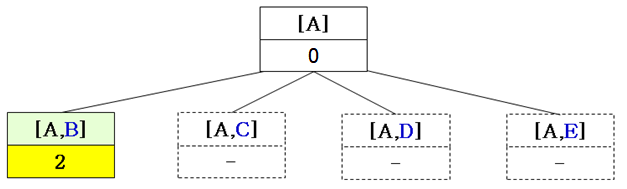 [A]
0
[A,B] [A,C] [A,D] [A,E]
2 – – –